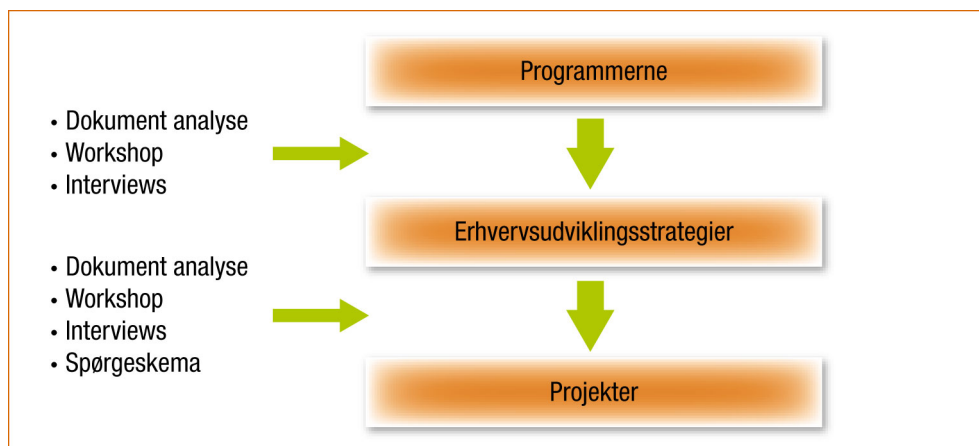 Programmerne
• Dokument analyse
• Workshop
• Interviews
Erhvervsudviklingsstrategier
• Dokument analyse
• Workshop
• Interviews
• Spørgeskema
Projekter